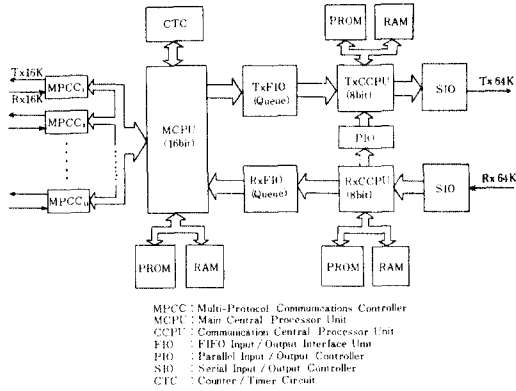 CTC
PROM
RAM
Tx16K
Rx16K
MPCC₁
MPCC₂
MPCCₙ
MCPU
(16bit)
TxFIO
(Queue)
TxCCPU
(8bit)
SIO
Tx 64K
PIO
RxFIO
(Queue)
RxCCPU
(8bit)
SIO
Rx 64K
PROM
RAM
PROM
RAM
MPCC : Multi-Protocol Communications Controller
MCPU : Main Central Processor Unit
CCPU : Communication Central Processor Unit
FIO : FIFO Input / Output Interface Unit
PIO : Parallel Input / Output Controller
SIO : Serial Input / Output Controller
CTC : Counter / Timer Circuit